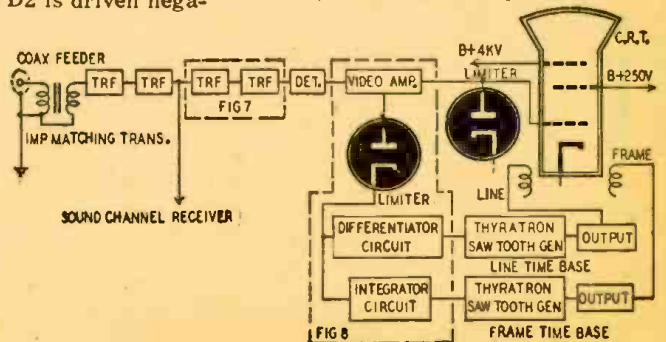 D2 is driven nega-
COAX FEEDER
TRF
TRF
TRF
TRF
DET.
VIDEO AMP.
FIG 7
IMP MATCHING TRANS.
SOUND CHANNEL RECEIVER
C.R.T.
B+4KV
LIMITER
B+250V
LINE
FRAME
LIMITER
DIFFERENTIATOR
CIRCUIT
THYRATRON
SAW TOOTH GEN
OUTPUT
LINE TIME BASE
INTEGRATOR
CIRCUIT
THYRATRON
SAW TOOTH GEN
OUTPUT
FIG 8
FRAME TIME BASE